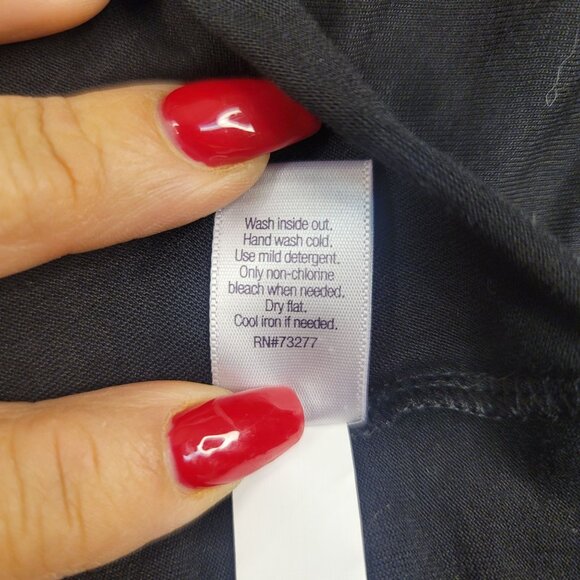 Wash inside out.
Hand wash cold.
Use mild detergent.
Only non-chlorine
bleach when needed.
Dry flat.
Cool iron if needed.
RN#73277